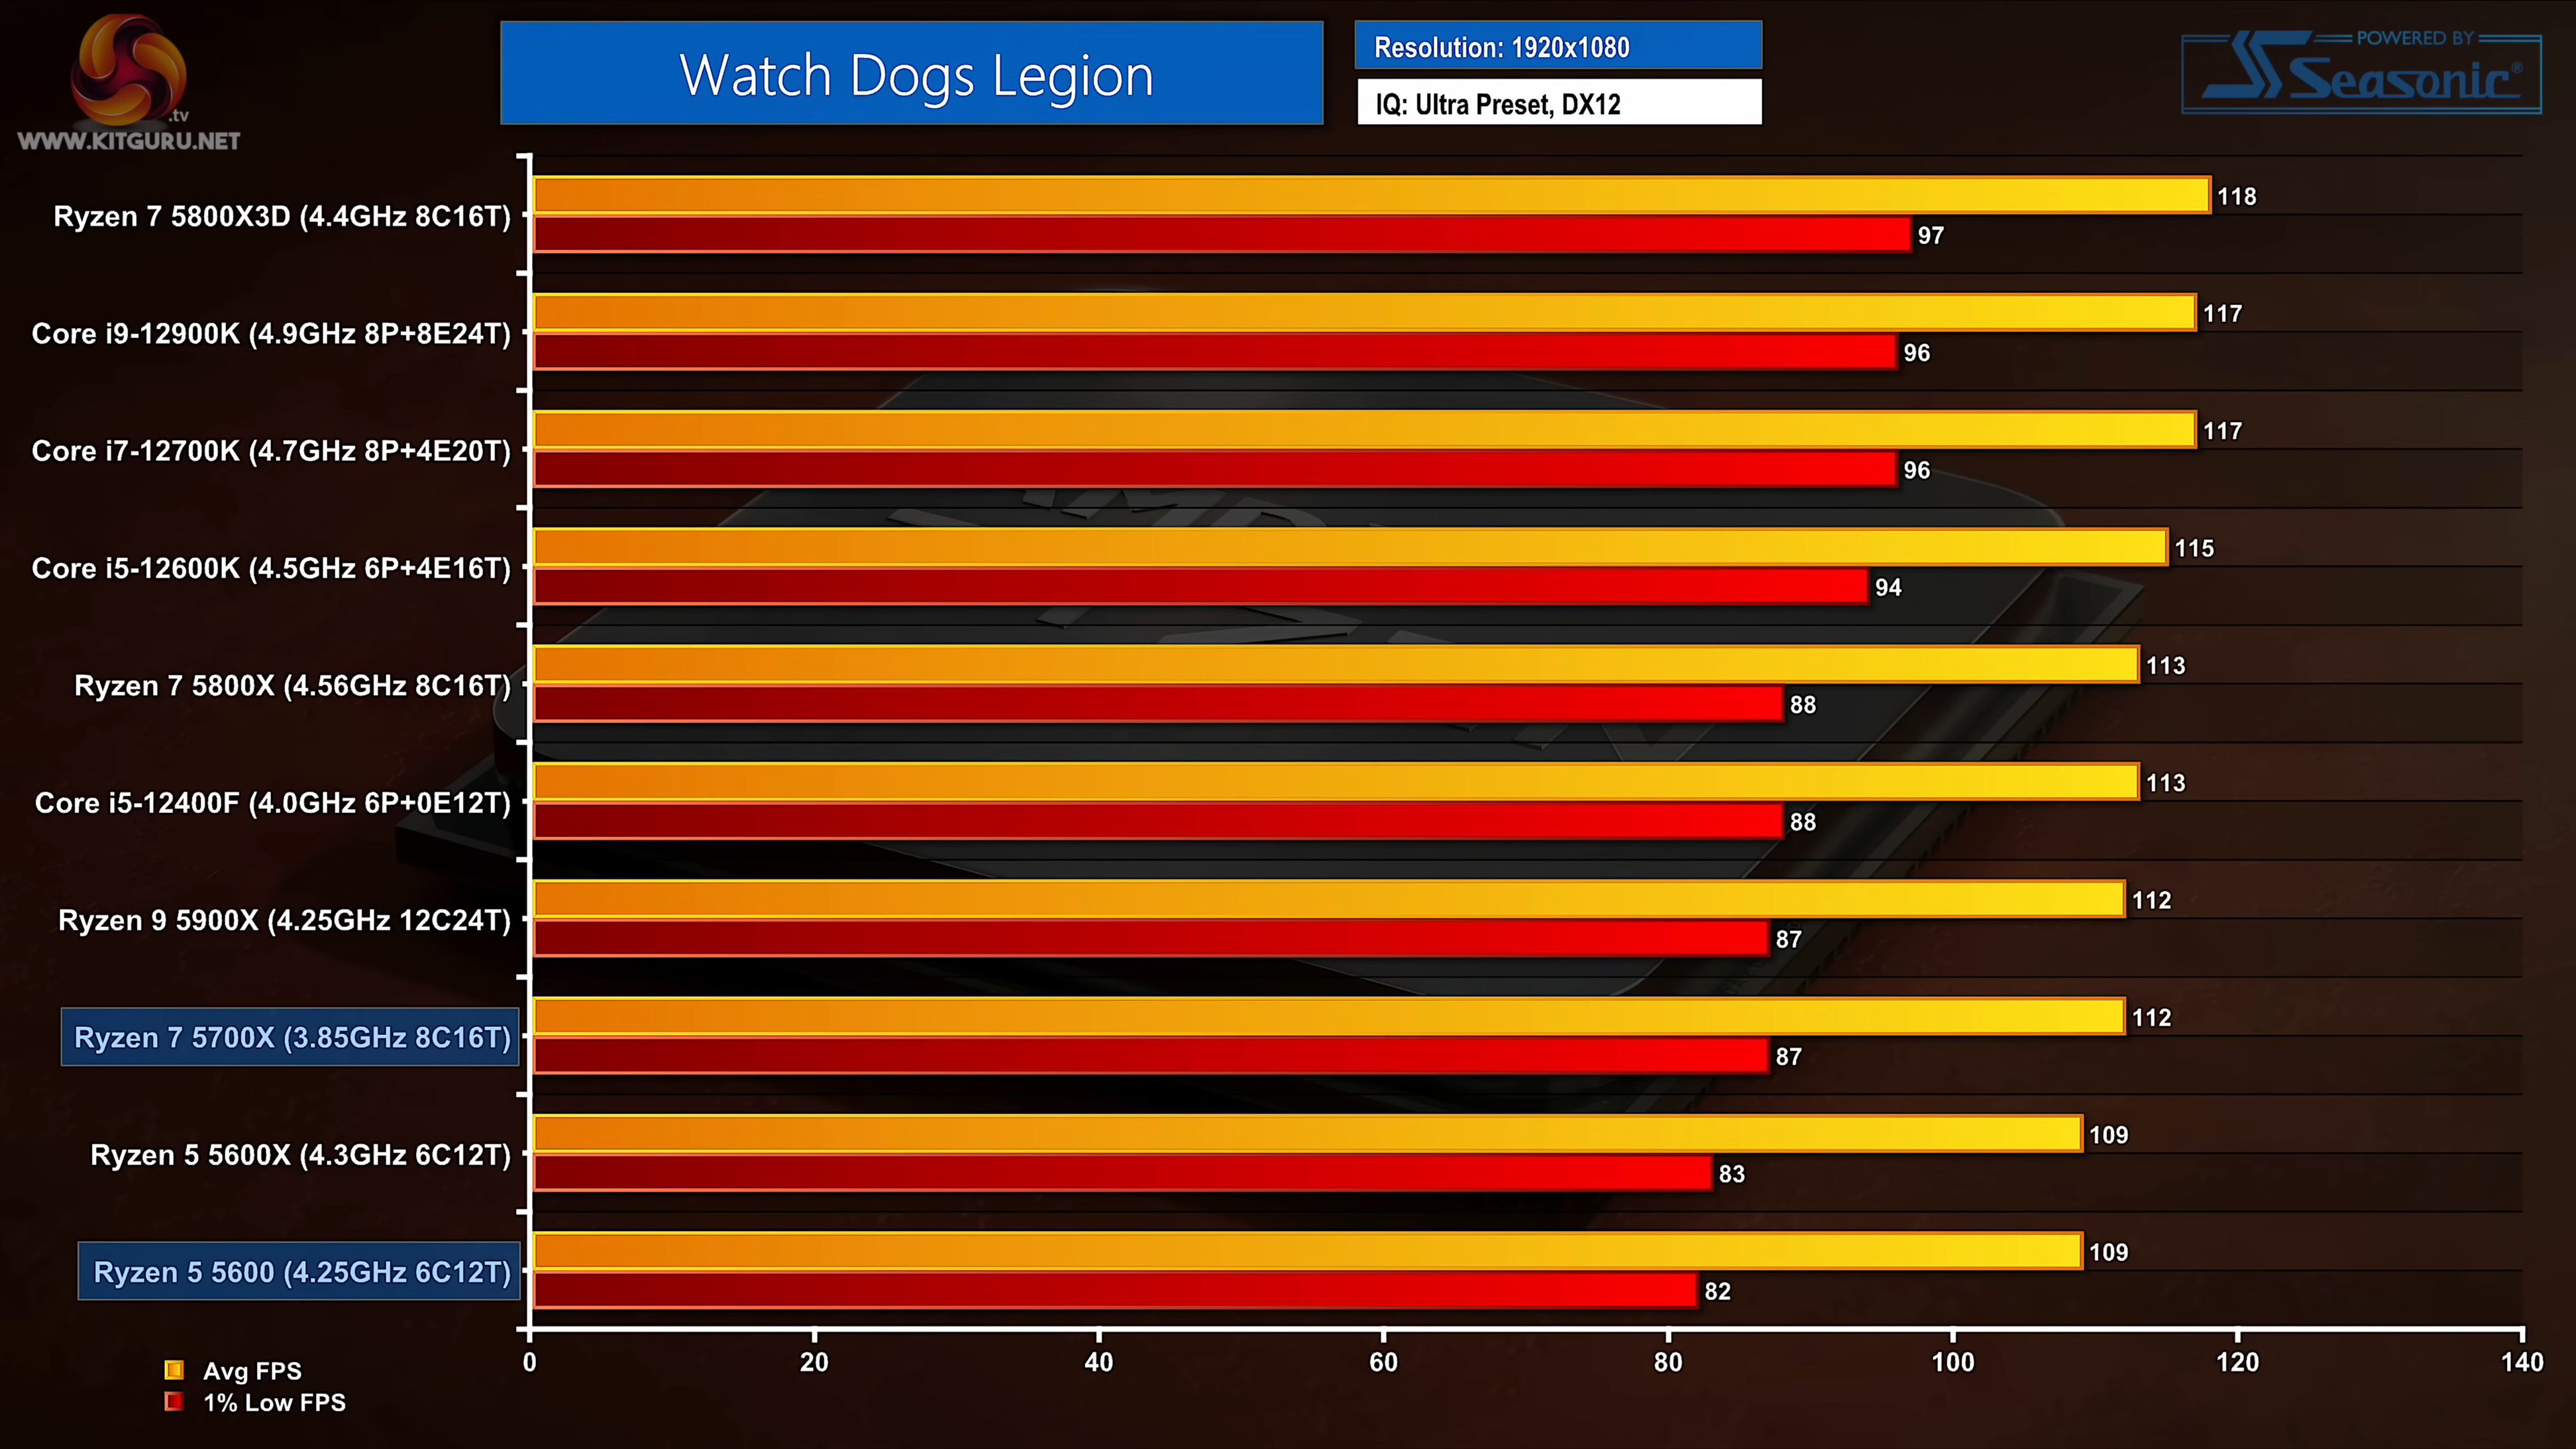 .tv
WWW.KITGURU.NET
Watch Dogs Legion
Resolution: 1920x1080
IQ: Ultra Preset, DX12
POWERED BY
Seasonic®
Ryzen 7 5800X3D (4.4GHz 8C16T)
118
97
Core i9-12900K (4.9GHz 8P+8E24T)
117
96
Core i7-12700K (4.7GHz 8P+4E20T)
117
96
Core i5-12600K (4.5GHz 6P+4E16T)
115
94
Ryzen 7 5800X (4.56GHz 8C16T)
113
88
Core i5-12400F (4.0GHz 6P+0E12T)
113
88
Ryzen 9 5900X (4.25GHz 12C24T)
112
87
Ryzen 7 5700X (3.85GHz 8C16T)
112
87
Ryzen 5 5600X (4.3GHz 6C12T)
109
83
Ryzen 5 5600 (4.25GHz 6C12T)
109
82
0 20 40 60 80 100 120 140
Avg FPS
1% Low FPS